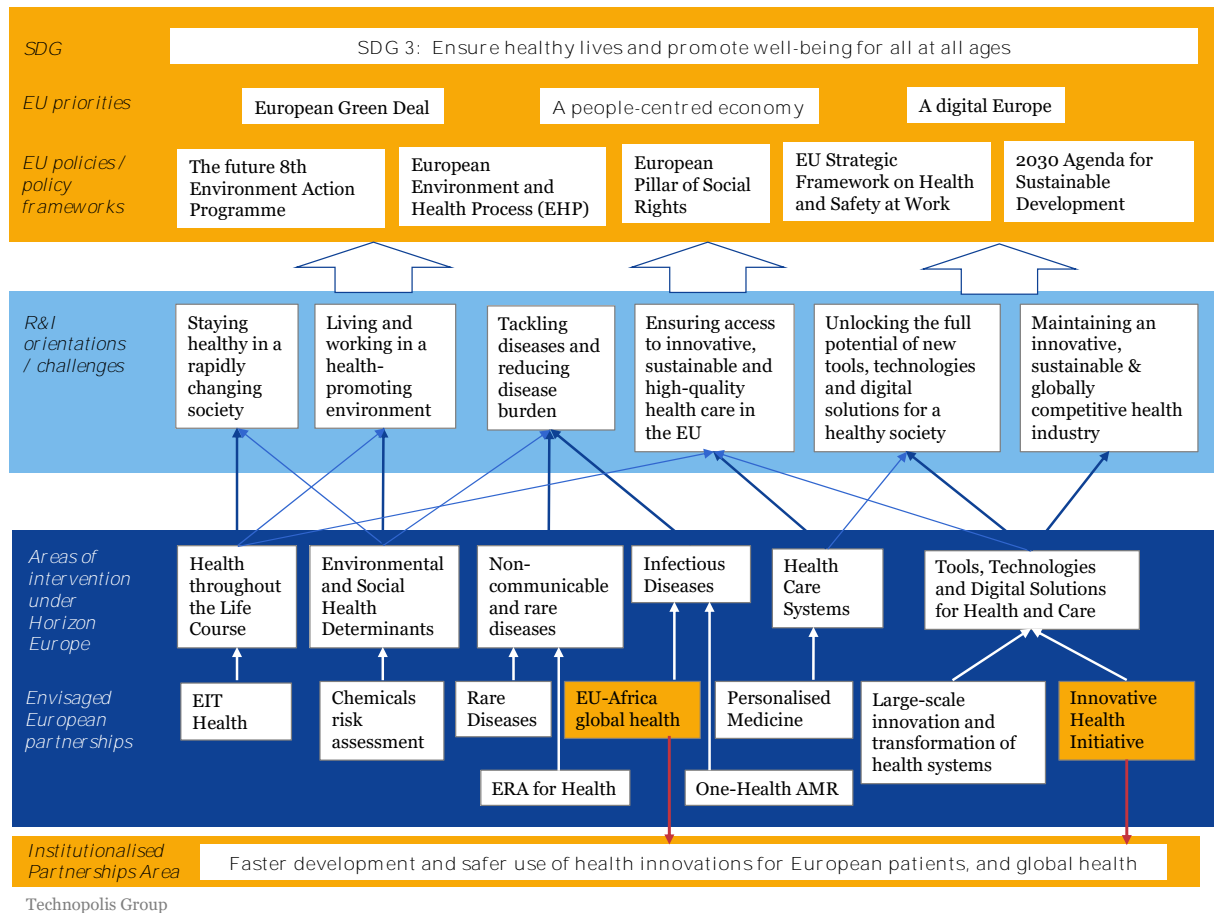 SDG
SDG 3: Ensure healthy lives and promote well-being for all at all ages
EU priorities
European Green Deal
A people-centred economy
A digital Europe
EU policies /
policy
frameworks
The future 8th
Environment Action
Programme
European
Environment and
Health Process (EHP)
European
Pillar of Social
Rights
EU Strategic
Framework on Health
and Safety at Work
2030 Agenda for
Sustainable
Development
R&I
orientations
/ challenges
Staying
healthy in a
rapidly
changing
society
Living and
working in a
health-
promoting
environment
Tackling
diseases and
reducing
disease
burden
Ensuring access
to innovative,
sustainable and
high-quality
health care in
the EU
Unlocking the full
potential of new
tools, technologies
and digital
solutions for a
healthy society
Maintaining an
innovative,
sustainable &
globally
competitive health
industry
Areas of
intervention
under
Horizon
Europe
Health
throughout
the Life
Course
Environmental
and Social
Health
Determinants
Non-
communicable
and rare
diseases
Infectious
Diseases
Health
Care
Systems
Tools, Technologies
and Digital Solutions
for Health and Care
Envisaged
European
partnerships
EIT
Health
Chemicals
risk
assessment
Rare
Diseases
EU-Africa
global health
Personalised
Medicine
Large-scale
innovation and
transformation of
health systems
Innovative
Health
Initiative
ERA for Health
One-Health AMR
Institutionalised
Partnerships Area
Faster development and safer use of health innovations for European patients, and global health
Technopolis Group